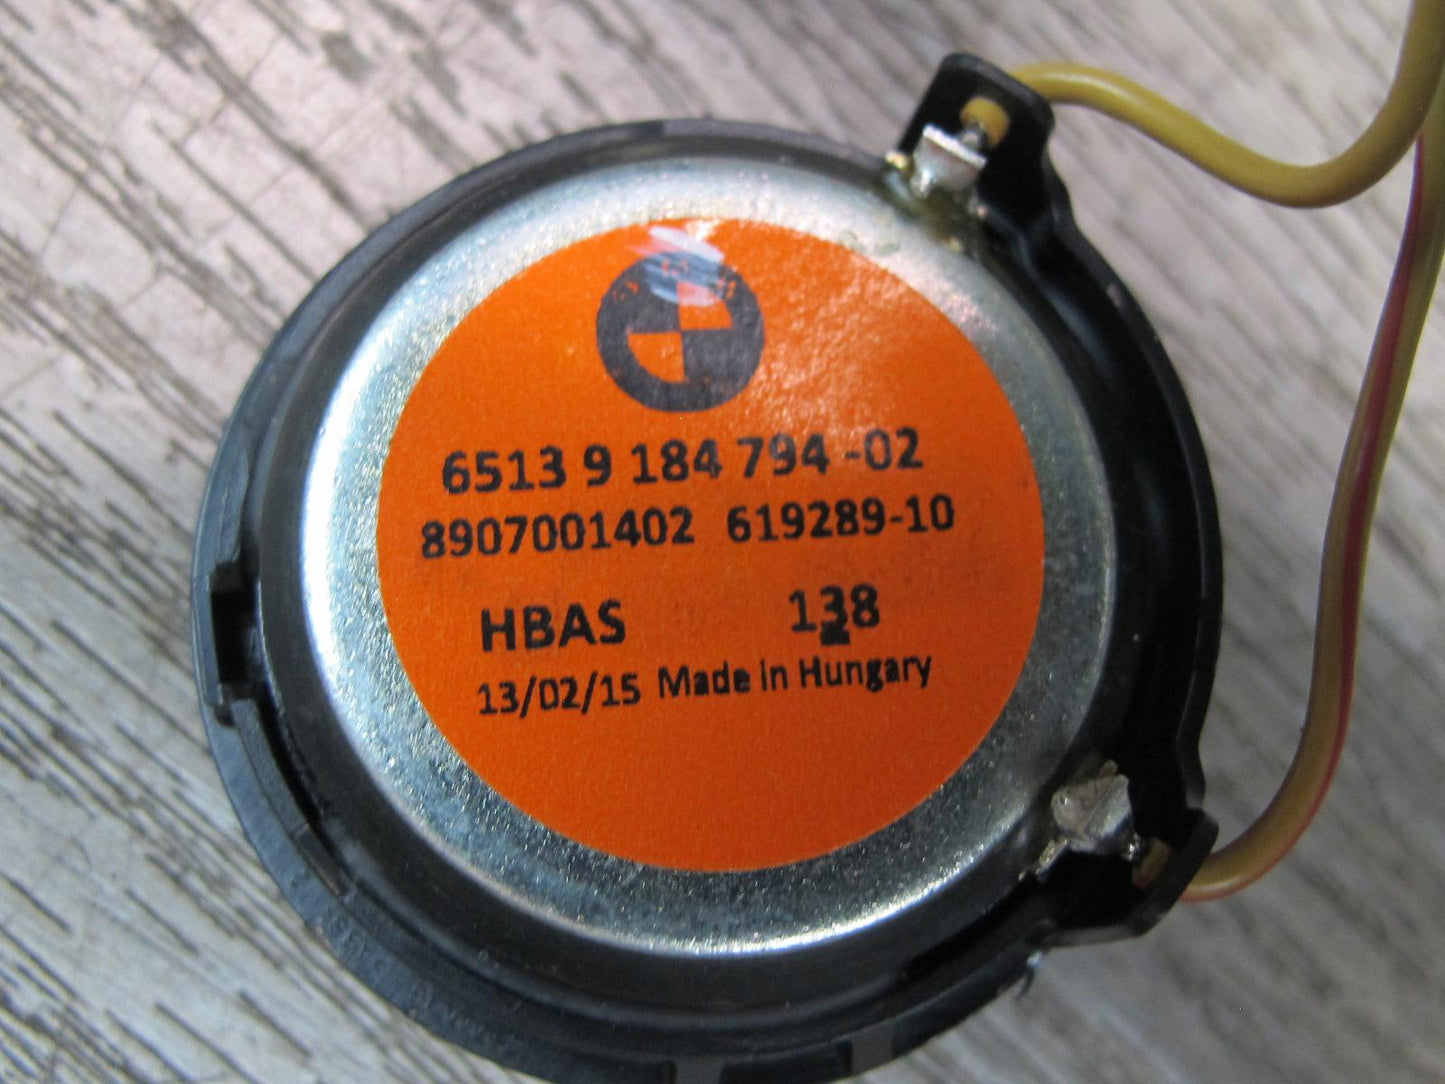 6513 9 184 794 -02
8907001402 619289-10
HBAS 138
13/02/15 Made in Hungary